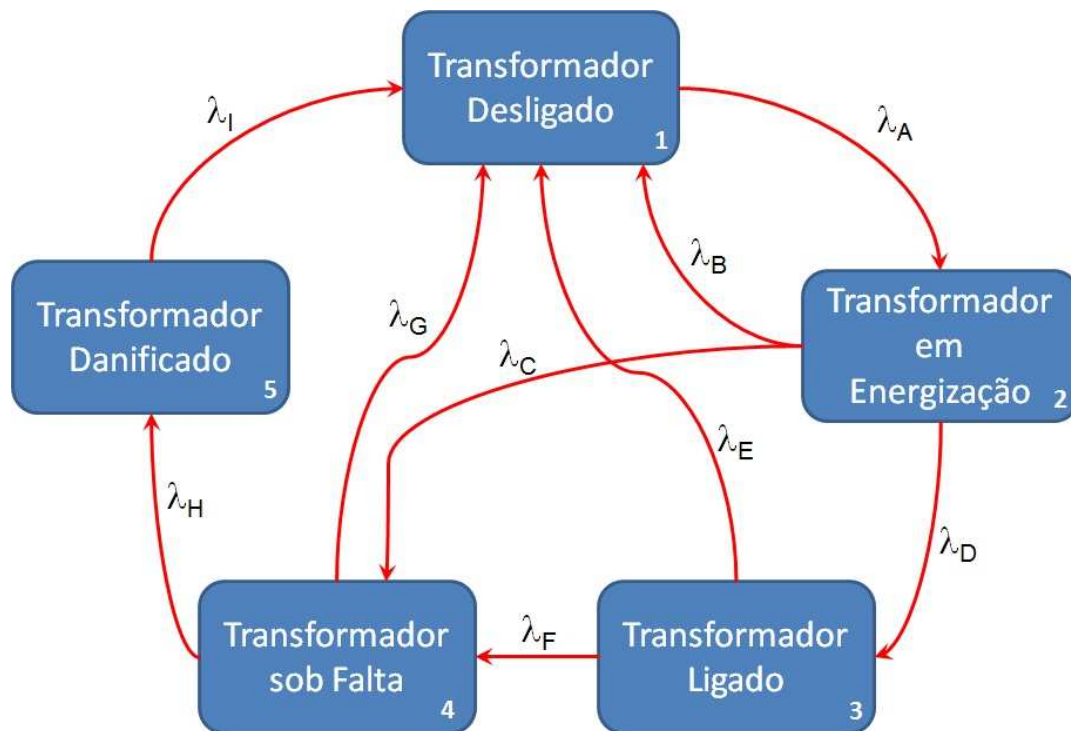 Transformador
Desligado
1
λI
λA
λB
Transformador
Danificado
5
λG
λC
Transformador
em
Energização
2
λE
λH
λD
Transformador
sob Falta
4
λF
Transformador
Ligado
3